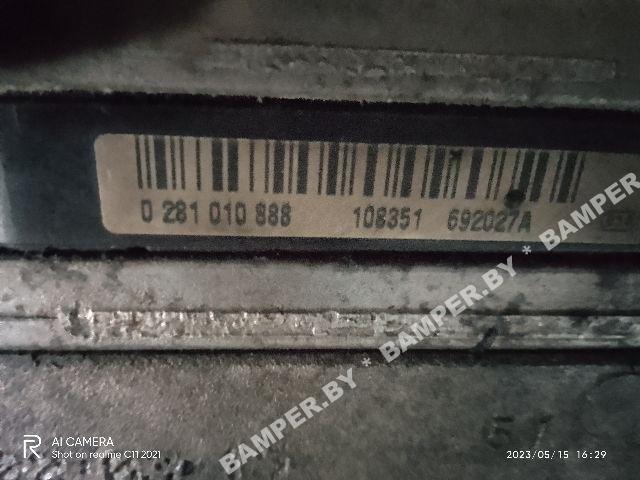 0 281 010 888 108351 692027A
BAMPER.BY * BAMPER.BY * BAMPER.BY
AI CAMERA
Shot on realme C11 2021
2023/05/15 16:29